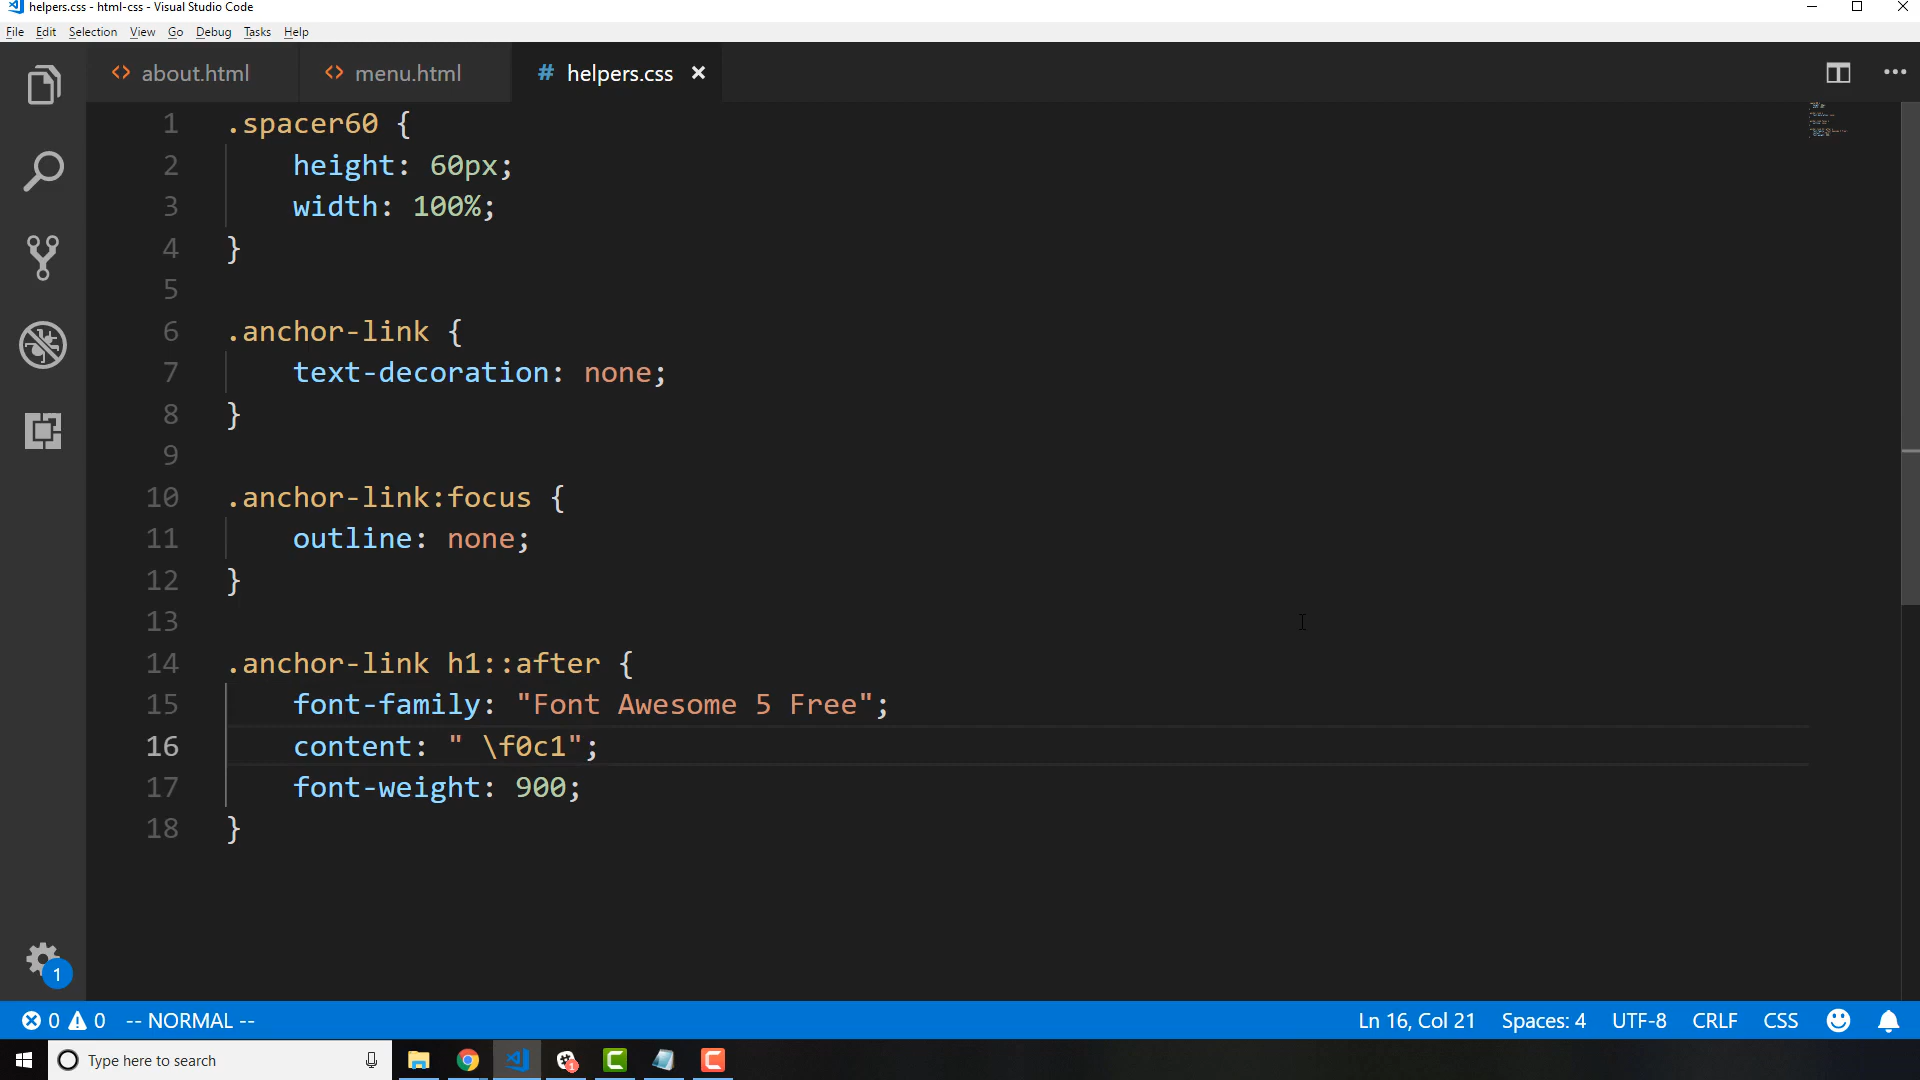 helpers.css - html-css - Visual Studio Code
File Edit Selection View Go Debug Tasks Help
about.html menu.html helpers.css
1 .spacer60 {
2 height: 60px;
3 width: 100%;
4 }
5
6 .anchor-link {
7 text-decoration: none;
8 }
9
10 .anchor-link:focus {
11 outline: none;
12 }
13
14 .anchor-link h1::after {
15 font-family: "Font Awesome 5 Free";
16 content: " \f0c1";
17 font-weight: 900;
18 }
1
0 0 -- NORMAL -- Ln 16, Col 21 Spaces: 4 UTF-8 CRLF CSS
Type here to search
1